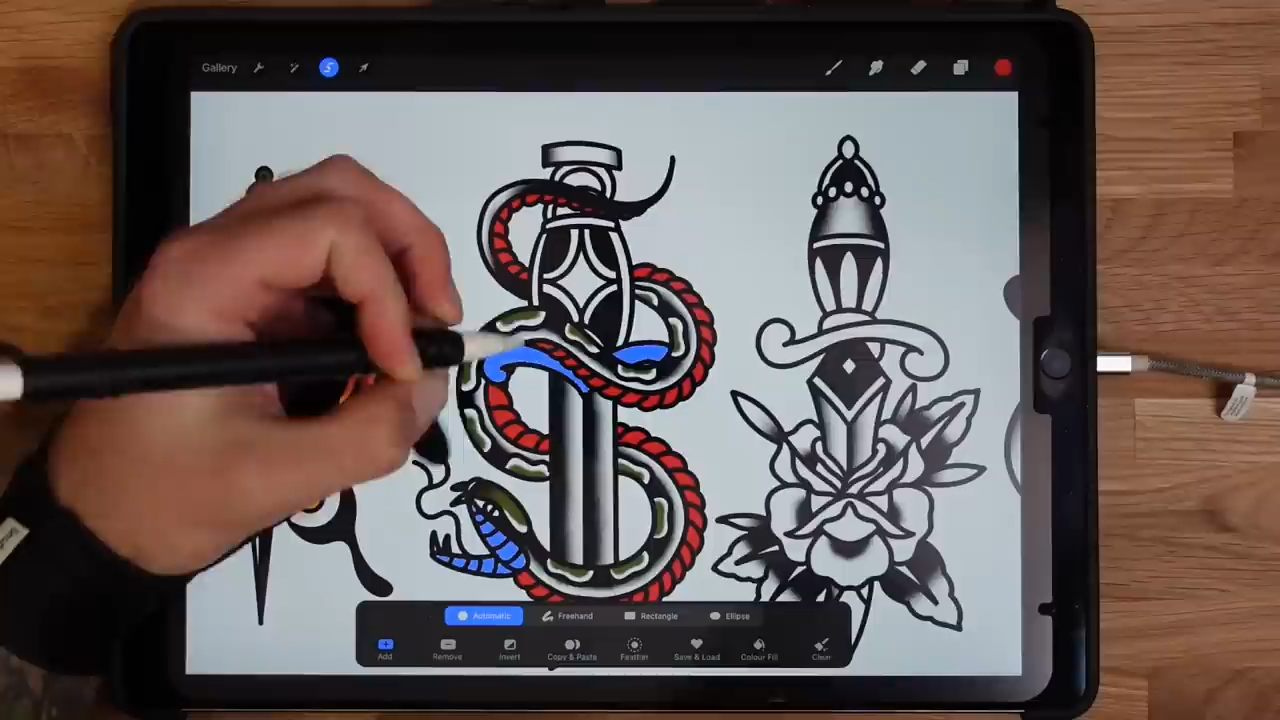 Gallery
Automatic Freehand Rectangle Ellipse
Add Remove Invert Copy & Paste Feather Save & Load Colour Fill Clear